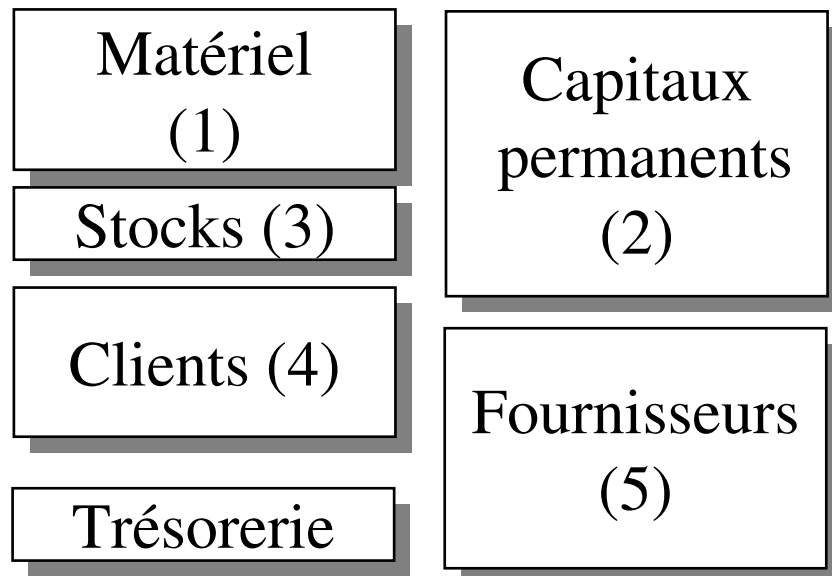 Matériel
(1)
Stocks (3)
Clients (4)
Trésorerie
Capitaux
permanents
(2)
Fournisseurs
(5)